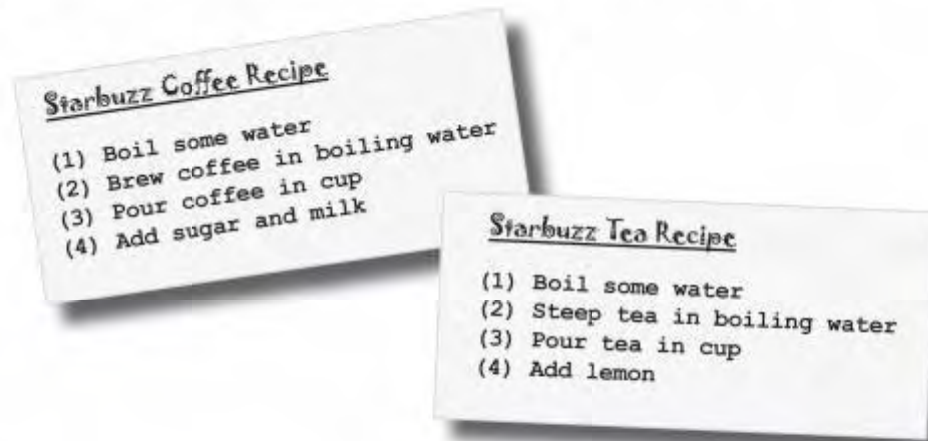 Starbuzz Coffee Recipe
(1) Boil some water
(2) Brew coffee in boiling water
(3) Pour coffee in cup
(4) Add sugar and milk
Starbuzz Tea Recipe
(1) Boil some water
(2) Steep tea in boiling water
(3) Pour tea in cup
(4) Add lemon